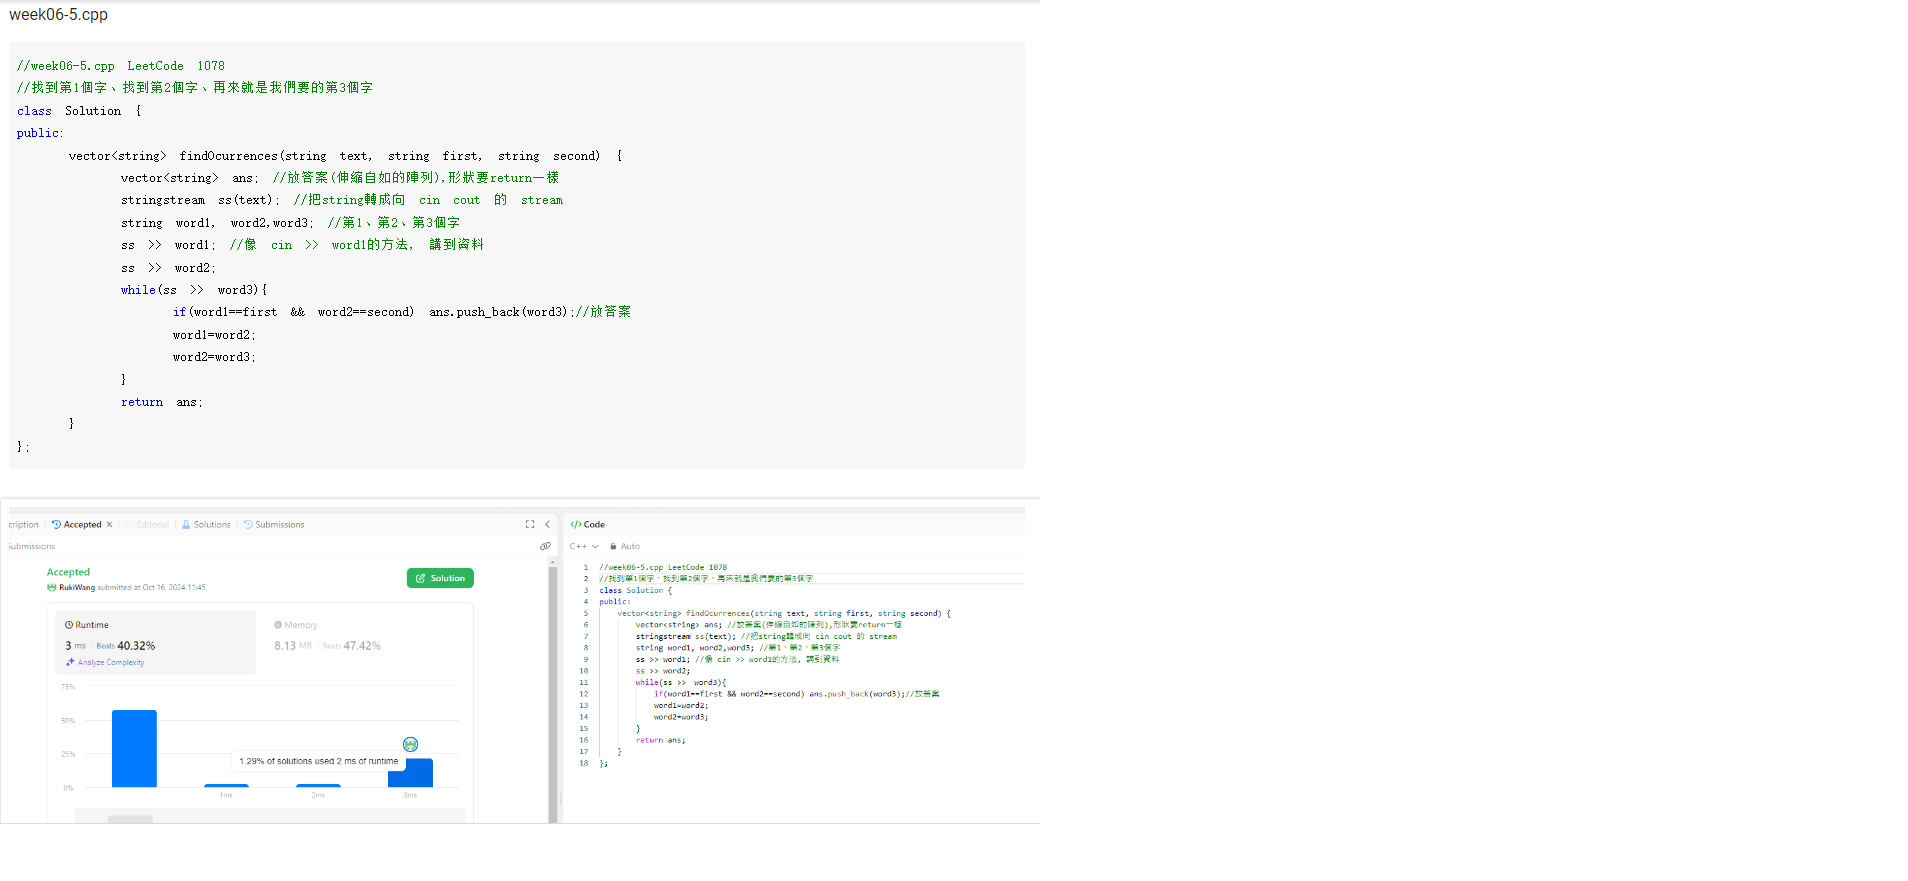 week06-5.cpp
//week06-5.cpp  LeetCode  1078
//找到第1個字、找到第2個字、再來就是我們要的第3個字
class  Solution  {
public:
vector<string>  findOcurrences(string  text,  string  first,  string  second)  {
vector<string>  ans;  //放答案(伸縮自如的陣列),形狀要return一樣
stringstream  ss(text);  //把string轉成向  cin  cout  的  stream
string  word1,  word2,word3;  //第1、第2、第3個字
ss  >>  word1;  //像  cin  >>  word1的方法,  講到資料
ss  >>  word2;
while(ss  >>  word3){
if(word1==first  &&  word2==second)  ans.push_back(word3);//放答案
word1=word2;
word2=word3;
}
return  ans;
}
};
cription
Accepted ×
Editorial
Solutions
Submissions
Submissions
Accepted
RukiWang submitted at Oct 16, 2024 11:45
Solution
Runtime
3 ms | Beats 40.32%
Analyze Complexity
Memory
8.13 MB | Beats 47.42%
75%
50%
25%
0%
1.29% of solutions used 2 ms of runtime
1ms
2ms
3ms
</> Code
C++
Auto
1 //week06-5.cpp LeetCode 1078
2 //找到第1個字、找到第2個字、再來就是我們要的第3個字
3 class Solution {
4 public:
5 vector<string> findOcurrences(string text, string first, string second) {
6 vector<string> ans; //放答案(伸縮自如的陣列),形狀要return一樣
7 stringstream ss(text); //把string轉成向 cin cout 的 stream
8 string word1, word2,word3; //第1、第2、第3個字
9 ss >> word1; //像 cin >> word1的方法, 講到資料
10 ss >> word2;
11 while(ss >> word3){
12 if(word1==first && word2==second) ans.push_back(word3);//放答案
13 word1=word2;
14 word2=word3;
15 }
16 return ans;
17 }
18 };